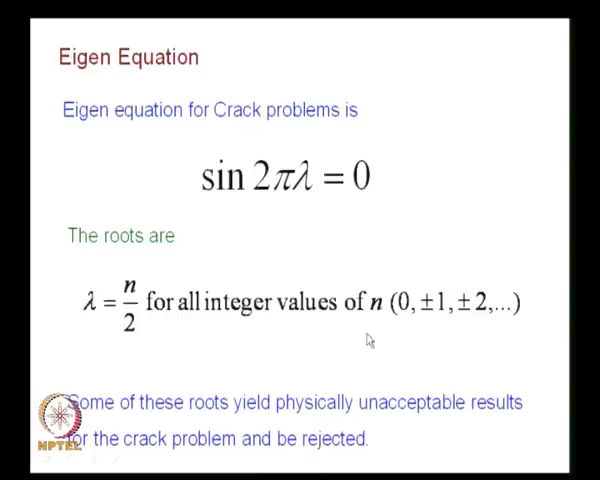 Eigen Equation
Eigen equation for Crack problems is
sin 2πλ = 0
The roots are
λ = n/2 for all integer values of n (0, ±1, ±2,...)
Some of these roots yield physically unacceptable results
for the crack problem and be rejected.
NPTEL